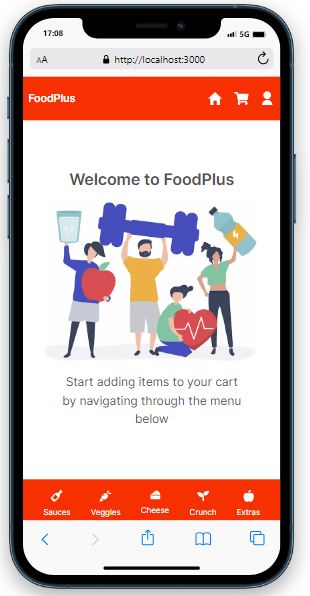 17:08
5G
AA
http://localhost:3000
FoodPlus
Welcome to FoodPlus
Start adding items to your cart
by navigating through the menu
below
Sauces
Veggies
Cheese
Crunch
Extras